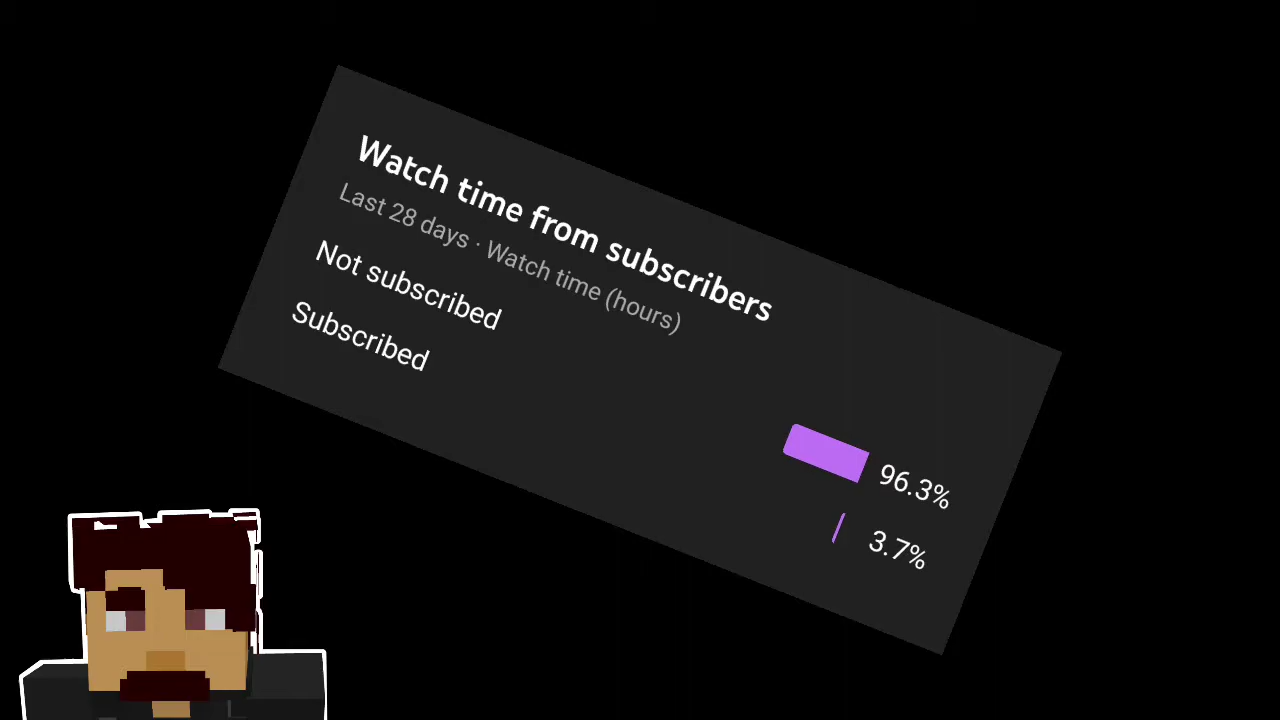 Watch time from subscribers
Last 28 days · Watch time (hours)
Not subscribed 96.3%
Subscribed 3.7%